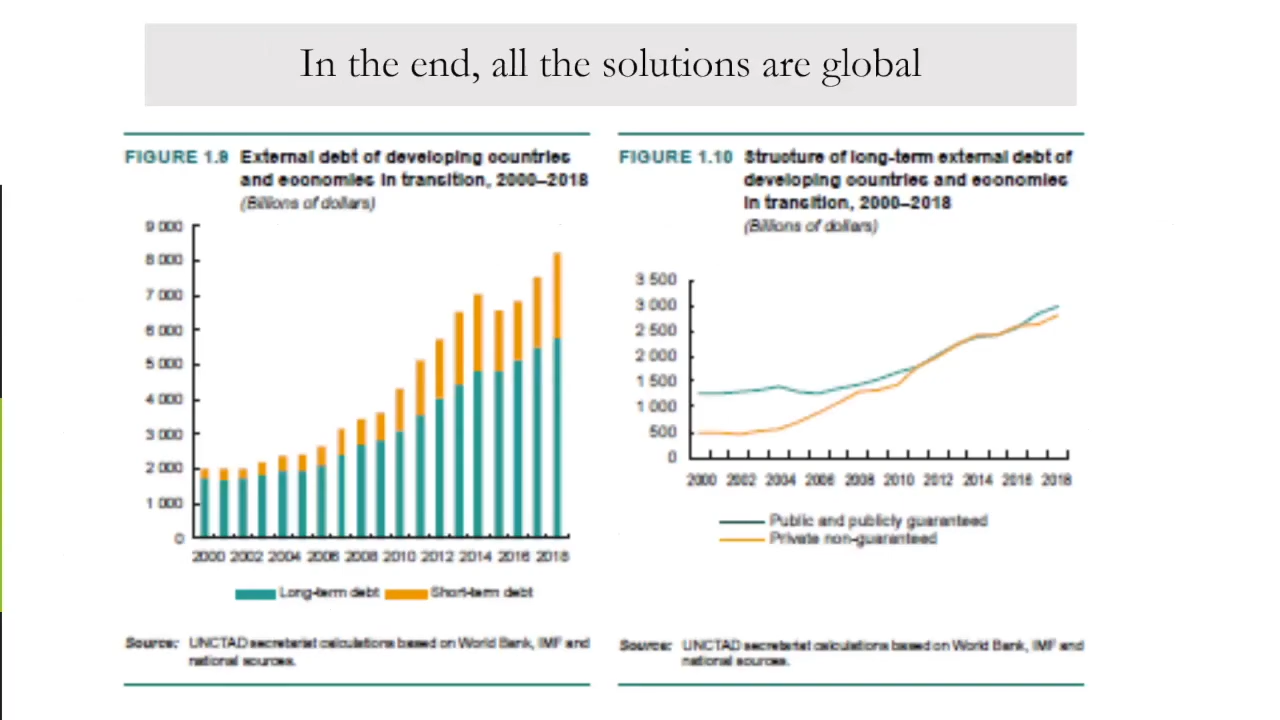 In the end, all the solutions are global
FIGURE 1.9 External debt of developing countries
and economies in transition, 2000–2018
(Billions of dollars)
9 000
8 000
7 000
6 000
5 000
4 000
3 000
2 000
1 000
0
2000 2002 2004 2006 2008 2010 2012 2014 2016 2018
Long-term debt Short-term debt
Source: UNCTAD secretariat calculations based on World Bank, IMF and
national sources.
FIGURE 1.10 Structure of long-term external debt of
developing countries and economies
in transition, 2000–2018
(Billions of dollars)
3 500
3 000
2 500
2 000
1 500
1 000
500
0
2000 2002 2004 2006 2008 2010 2012 2014 2016 2018
Public and publicly guaranteed
Private non-guaranteed
Source: UNCTAD secretariat calculations based on World Bank, IMF and
national sources.